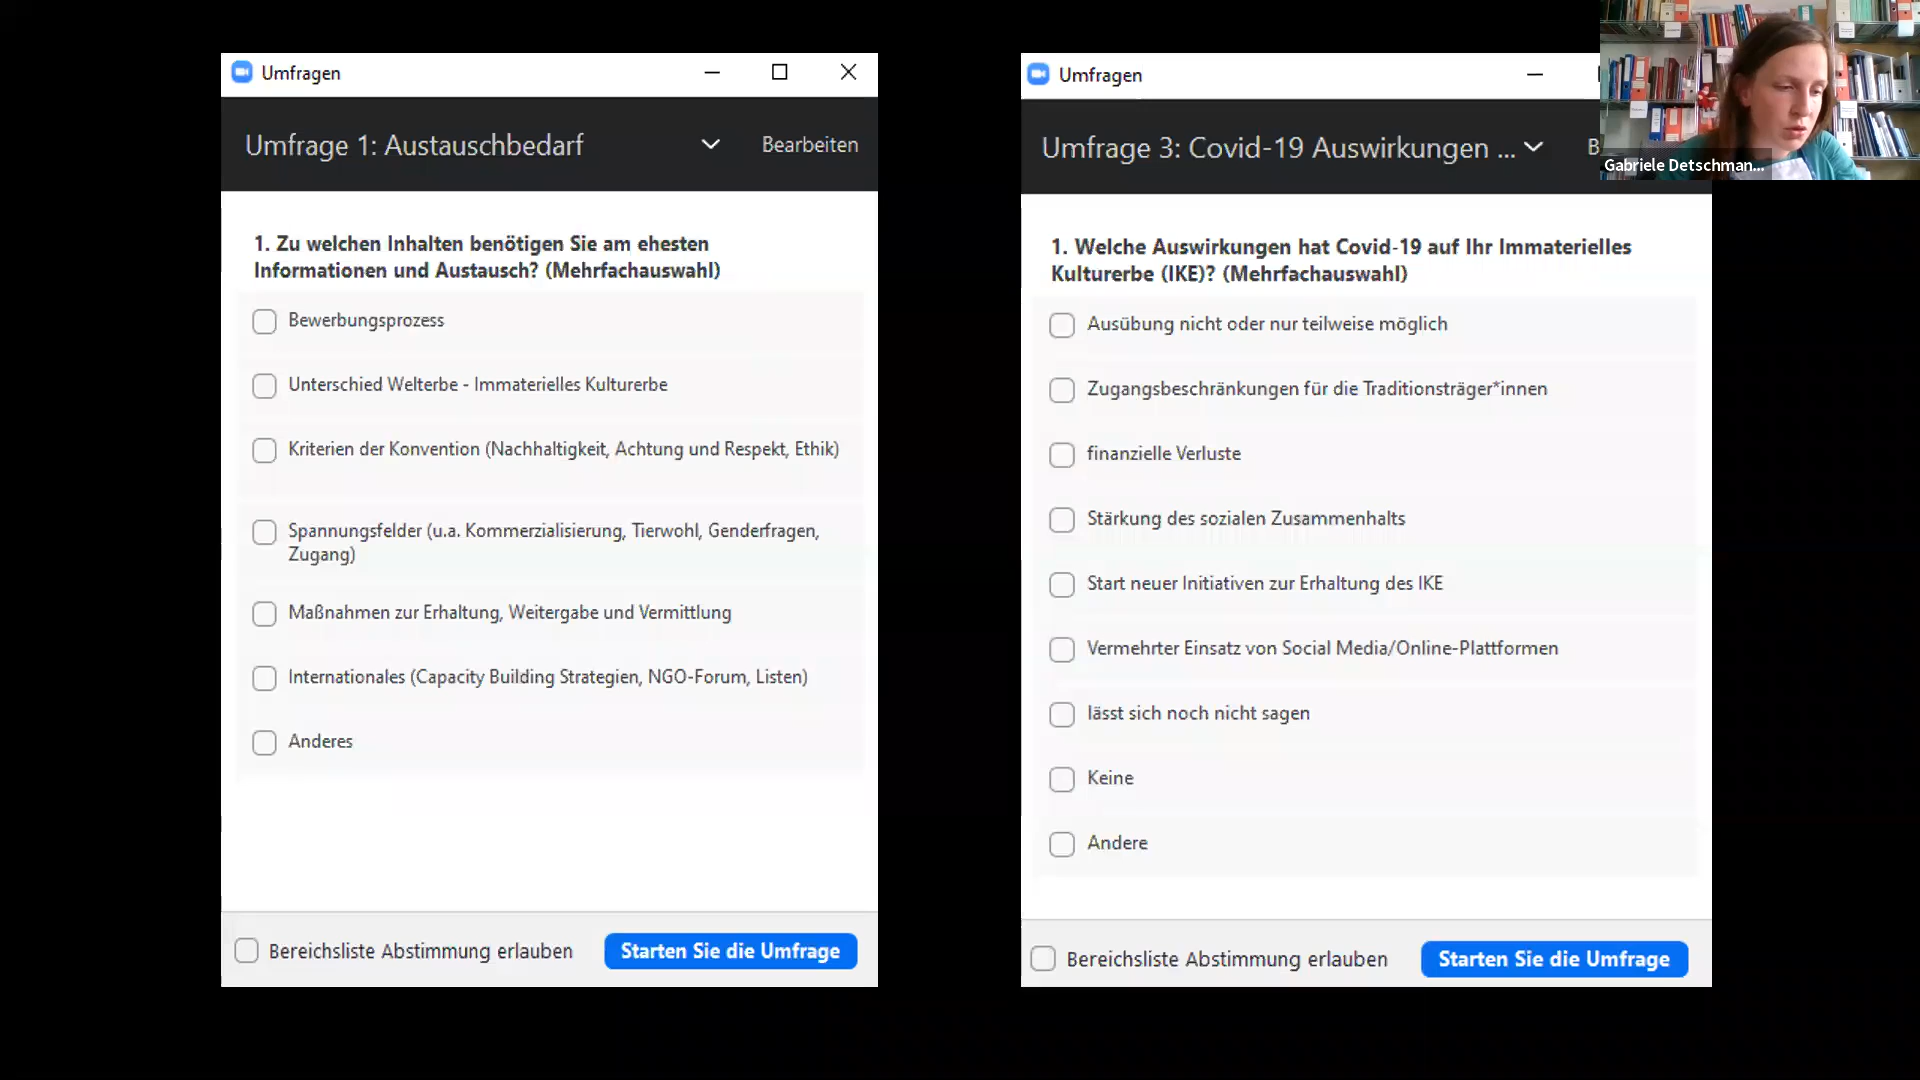 Umfragen
Umfrage 1: Austauschbedarf
Bearbeiten
1. Zu welchen Inhalten benötigen Sie am ehesten
Informationen und Austausch? (Mehrfachauswahl)
Bewerbungsprozess
Unterschied Welterbe - Immaterielles Kulturerbe
Kriterien der Konvention (Nachhaltigkeit, Achtung und Respekt, Ethik)
Spannungsfelder (u.a. Kommerzialisierung, Tierwohl, Genderfragen,
Zugang)
Maßnahmen zur Erhaltung, Weitergabe und Vermittlung
Internationales (Capacity Building Strategien, NGO-Forum, Listen)
Anderes
Bereichsliste Abstimmung erlauben
Starten Sie die Umfrage
Umfragen
Umfrage 3: Covid-19 Auswirkungen ...
B
1. Welche Auswirkungen hat Covid-19 auf Ihr Immaterielles
Kulturerbe (IKE)? (Mehrfachauswahl)
Ausübung nicht oder nur teilweise möglich
Zugangsbeschränkungen für die Traditionsträger*innen
finanzielle Verluste
Stärkung des sozialen Zusammenhalts
Start neuer Initiativen zur Erhaltung des IKE
Vermehrter Einsatz von Social Media/Online-Plattformen
lässt sich noch nicht sagen
Keine
Andere
Bereichsliste Abstimmung erlauben
Starten Sie die Umfrage
Gabriele Detschman...